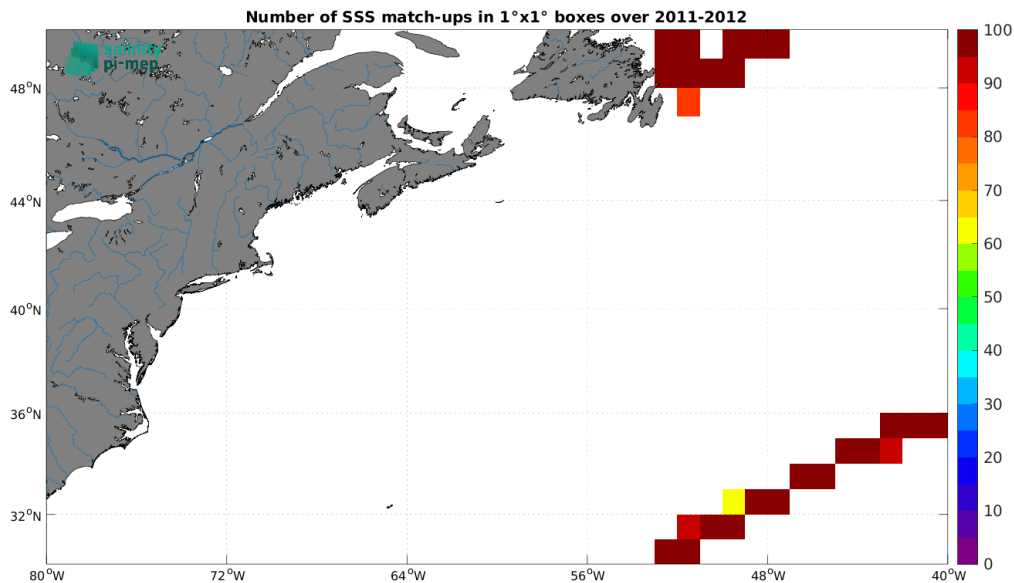 Number of SSS match-ups in 1°x1° boxes over 2011-2012
salinity
pi-mep
48°N
44°N
40°N
36°N
32°N
80°W
72°W
64°W
56°W
48°W
40°W
100
90
80
70
60
50
40
30
20
10
0